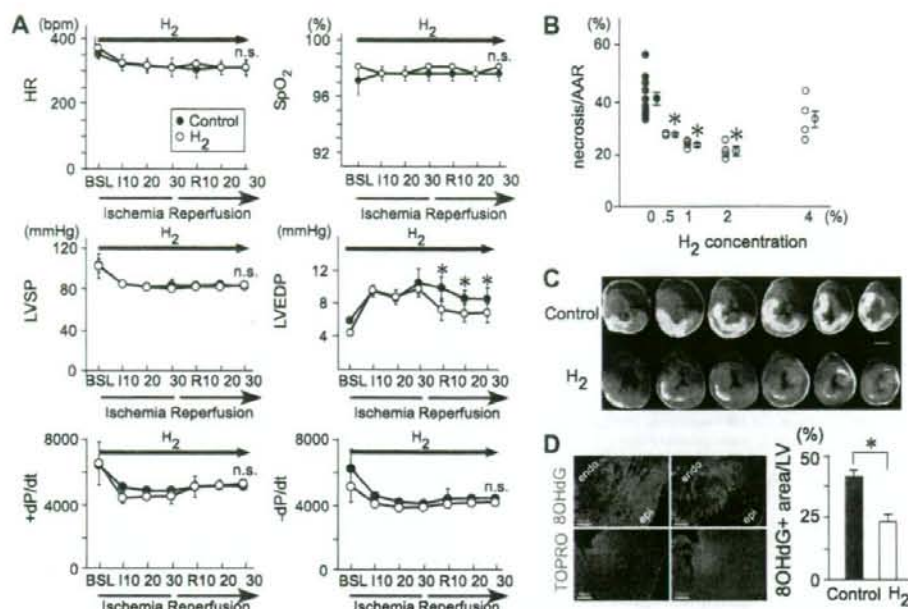 A
H2
(bpm)
400
200
0
HR
n.s.
Control
H2
BSL I10 20 30 R10 20 30
Ischemia Reperfusion
H2
(%)
100
98
96
94
92
SpO2
n.s.
BSL I10 20 30 R10 20 30
Ischemia Reperfusion
H2
(mmHg)
120
80
40
0
LVSP
n.s.
BSL I10 20 30 R10 20 30
Ischemia Reperfusion
H2
(mmHg)
12
8
4
LVEDP
* * *
BSL I10 20 30 R10 20 30
Ischemia Reperfusion
H2
8000
4000
0
+dP/dt
n.s.
BSL I10 20 30 R10 20 30
Ischemia Reperfusion
H2
8000
4000
0
-dP/dt
n.s.
BSL I10 20 30 R10 20 30
Ischemia Reperfusion
B
(%)
60
40
20
0
necrosis/AAR
* * *
0 .5 1 2 4 (%)
H2 concentration
C
Control
H2
D
8OHdG
TOPRO
endo
epi
endo
epi
(%)
50
25
0
8OHdG+ area/LV
*
Control H2